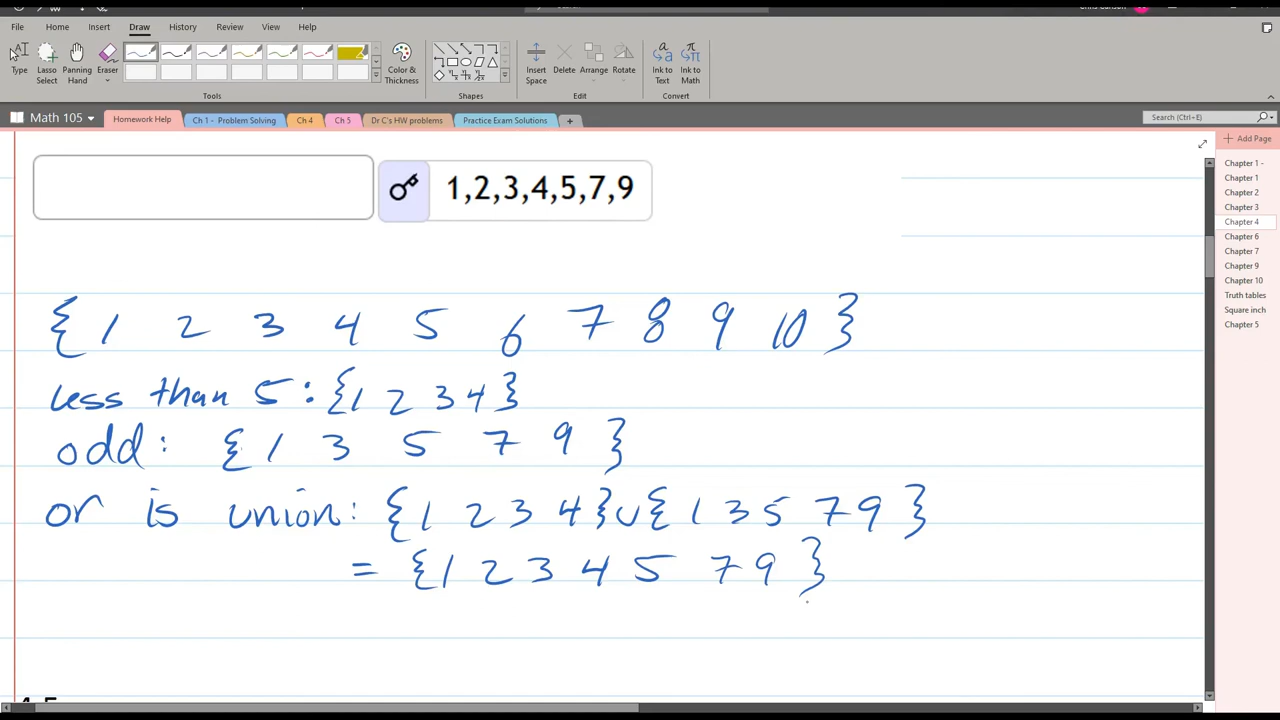 File Home Insert Draw History Review View Help
Type Lasso Select Panning Hand Eraser Color & Thickness Insert Space Delete Arrange Rotate Ink to Text Ink to Math
Tools Shapes Edit Convert
Math 105 Homework Help Ch 1 - Problem Solving Ch 4 Ch 5 Dr C's HW problems Practice Exam Solutions + Search (Ctrl+E)
+ Add Page
Chapter 1 -
Chapter 1
Chapter 2
Chapter 3
Chapter 4
Chapter 6
Chapter 7
Chapter 9
Chapter 10
Truth tables
Square inch
Chapter 5
1,2,3,4,5,7,9
{ 1 2 3 4 5 6 7 8 9 10 }
less than 5: { 1 2 3 4 }
odd: { 1 3 5 7 9 }
or is union: { 1 2 3 4 } ∪ { 1 3 5 7 9 }
= { 1 2 3 4 5 7 9 }